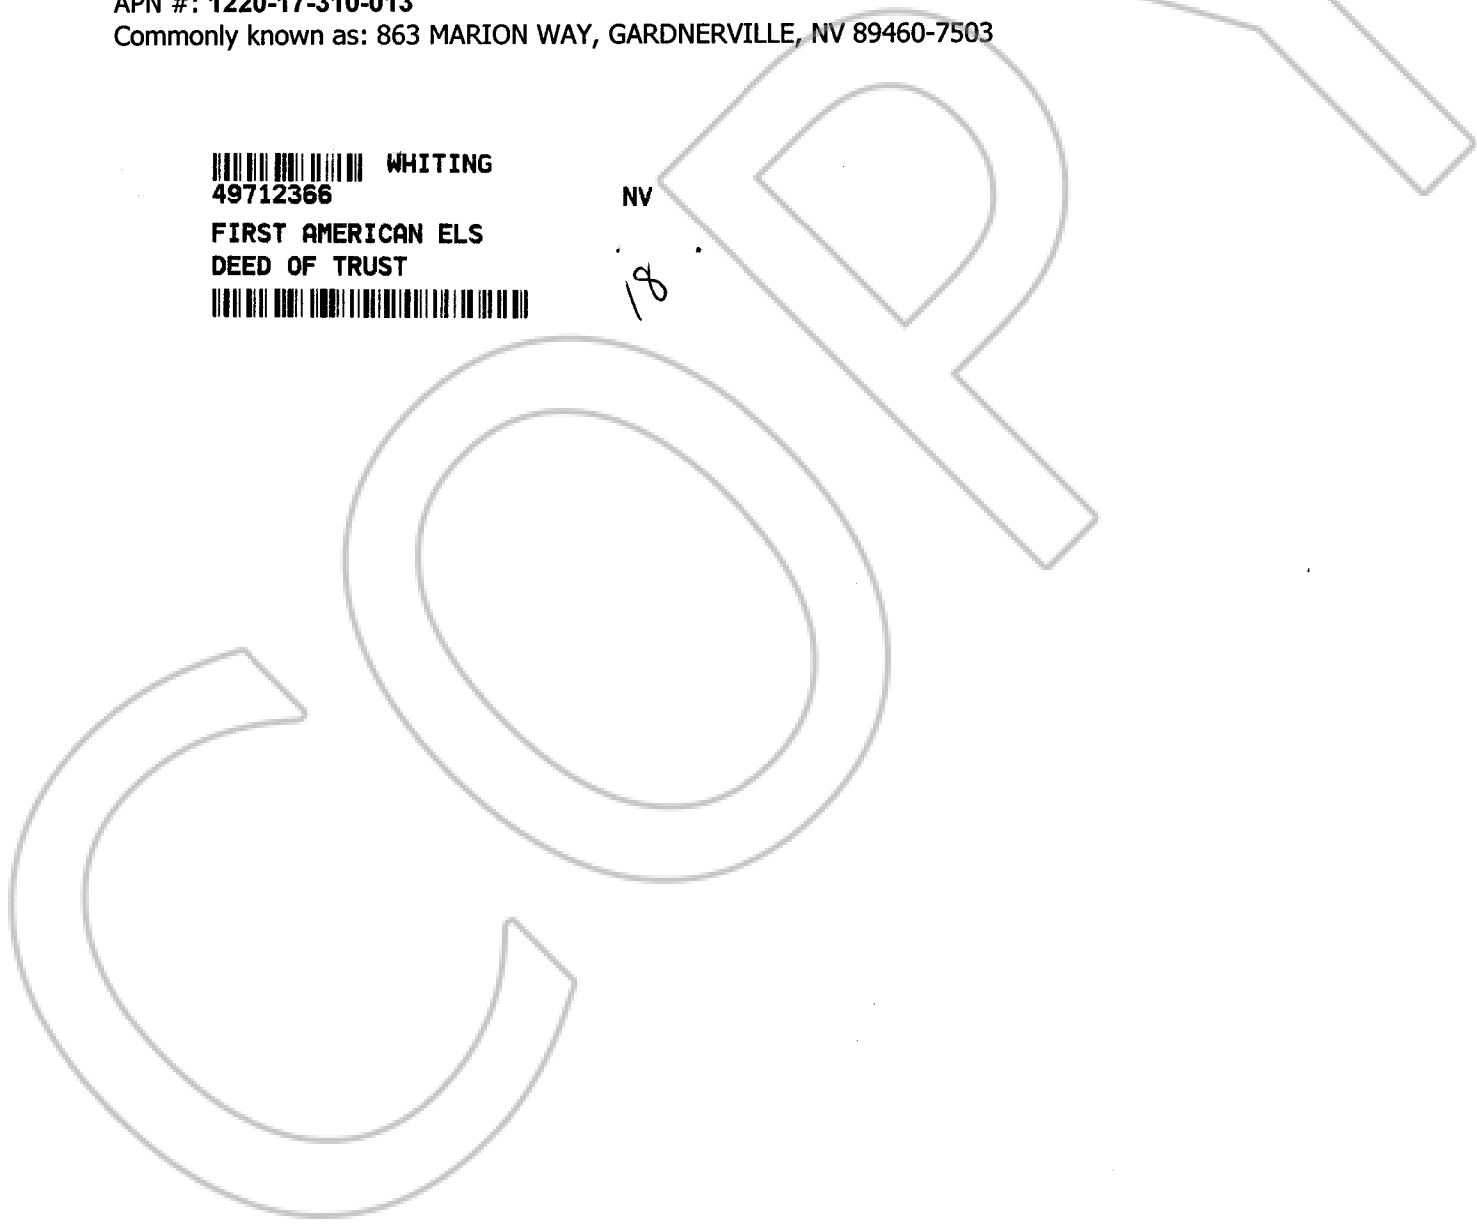 APN #: 1220-17-310-013
Commonly known as: 863 MARION WAY, GARDNERVILLE, NV 89460-7503
WHITING
49712366 NV
FIRST AMERICAN ELS
DEED OF TRUST
18
COPY